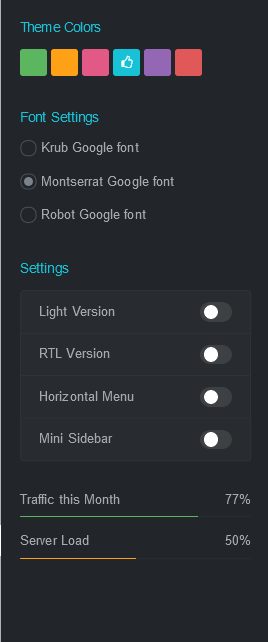 Theme Colors
Font Settings
Krub Google font
Montserrat Google font
Robot Google font
Settings
Light Version
RTL Version
Horizontal Menu
Mini Sidebar
Traffic this Month 77%
Server Load 50%